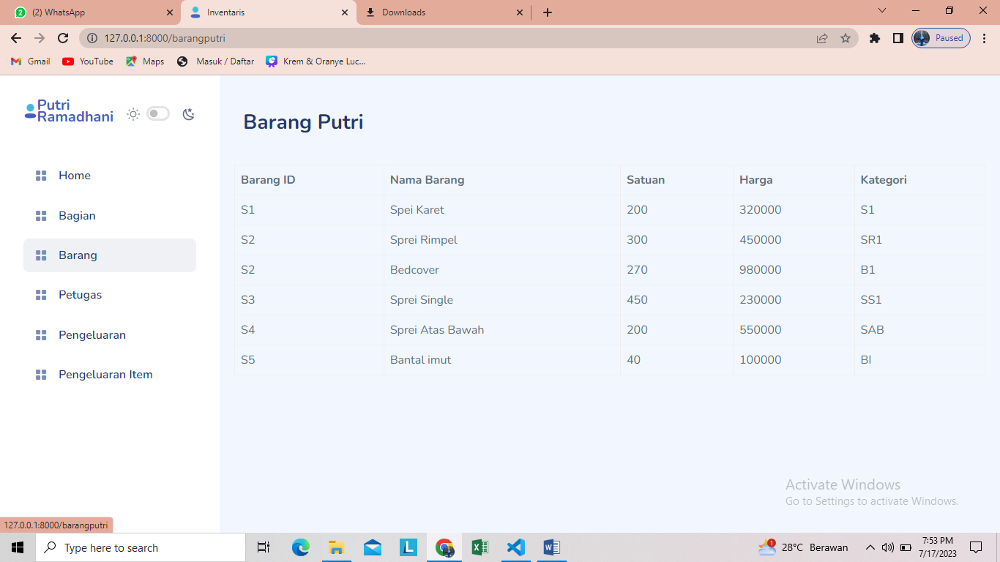 (2) WhatsApp
Inventaris
Downloads
127.0.0.1:8000/barangputri
Paused
Gmail
YouTube
Maps
Masuk / Daftar
Krem & Oranye Luc...
Putri
Ramadhani
Home
Bagian
Barang
Petugas
Pengeluaran
Pengeluaran Item
Barang Putri
Barang ID Nama Barang Satuan Harga Kategori
S1 Spei Karet 200 320000 S1
S2 Sprei Rimpel 300 450000 SR1
S2 Bedcover 270 980000 B1
S3 Sprei Single 450 230000 SS1
S4 Sprei Atas Bawah 200 550000 SAB
S5 Bantal imut 40 100000 BI
Activate Windows
Go to Settings to activate Windows.
127.0.0.1:8000/barangputri
Type here to search
28°C Berawan
7:53 PM
7/17/2023